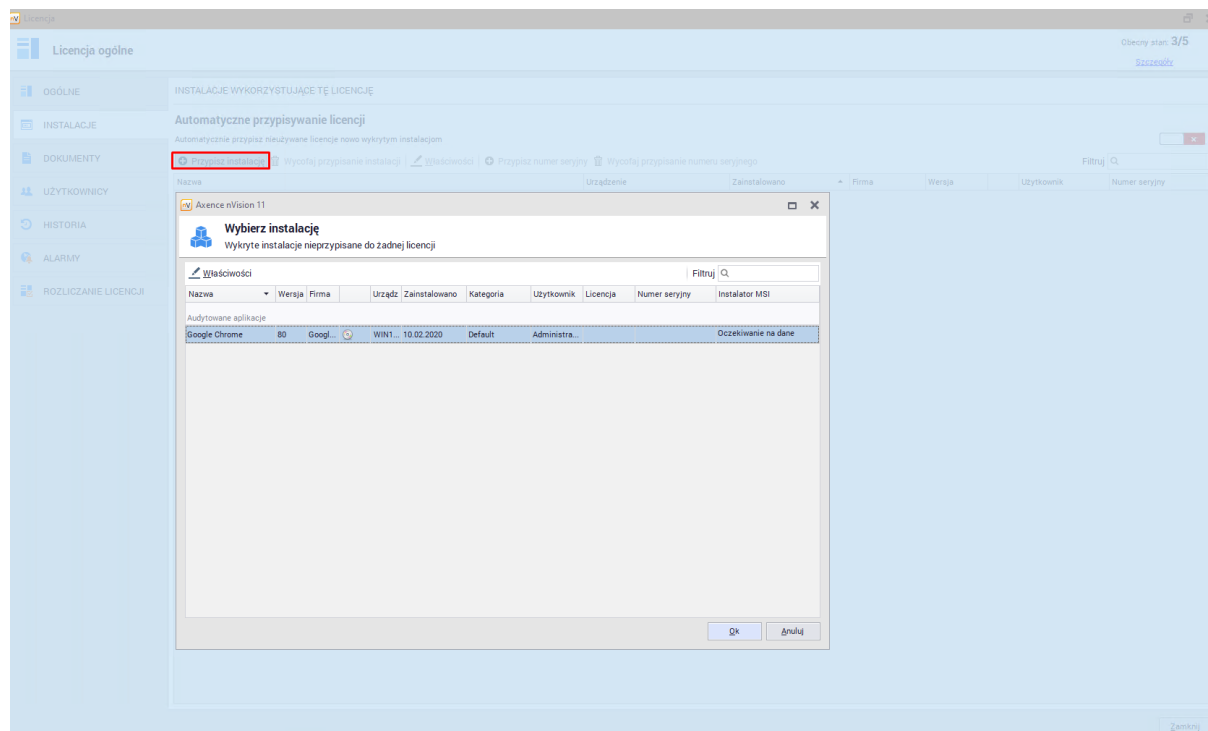 Licencja
Licencja ogólne
Obecny stan: 3/5
Szczegóły
OGÓLNE
INSTALACJE
DOKUMENTY
UŻYTKOWNICY
HISTORIA
ALARMY
ROZLICZANIE LICENCJI
INSTALACJE WYKORZYSTUJĄCE TĘ LICENCJĘ
Automatyczne przypisywanie licencji
Automatycznie przypisz nieużywane licencje nowo wykrytym instalacjom
Przypisz instalację Wycofaj przypisanie instalacji Właściwości Przypisz numer seryjny Wycofaj przypisanie numeru seryjnego Filtruj
Nazwa Urządzenie Zainstalowano Firma Wersja Użytkownik Numer seryjny
Axence nVision 11
Wybierz instalację
Wykryte instalacje nieprzypisane do żadnej licencji
Właściwości Filtruj
Nazwa Wersja Firma Urządz Zainstalowano Kategoria Użytkownik Licencja Numer seryjny Instalator MSI
Audytowane aplikacje
Google Chrome 80 Googl... WIN1... 10.02.2020 Default Administra... Oczekiwanie na dane
Ok Anuluj
Zamknij